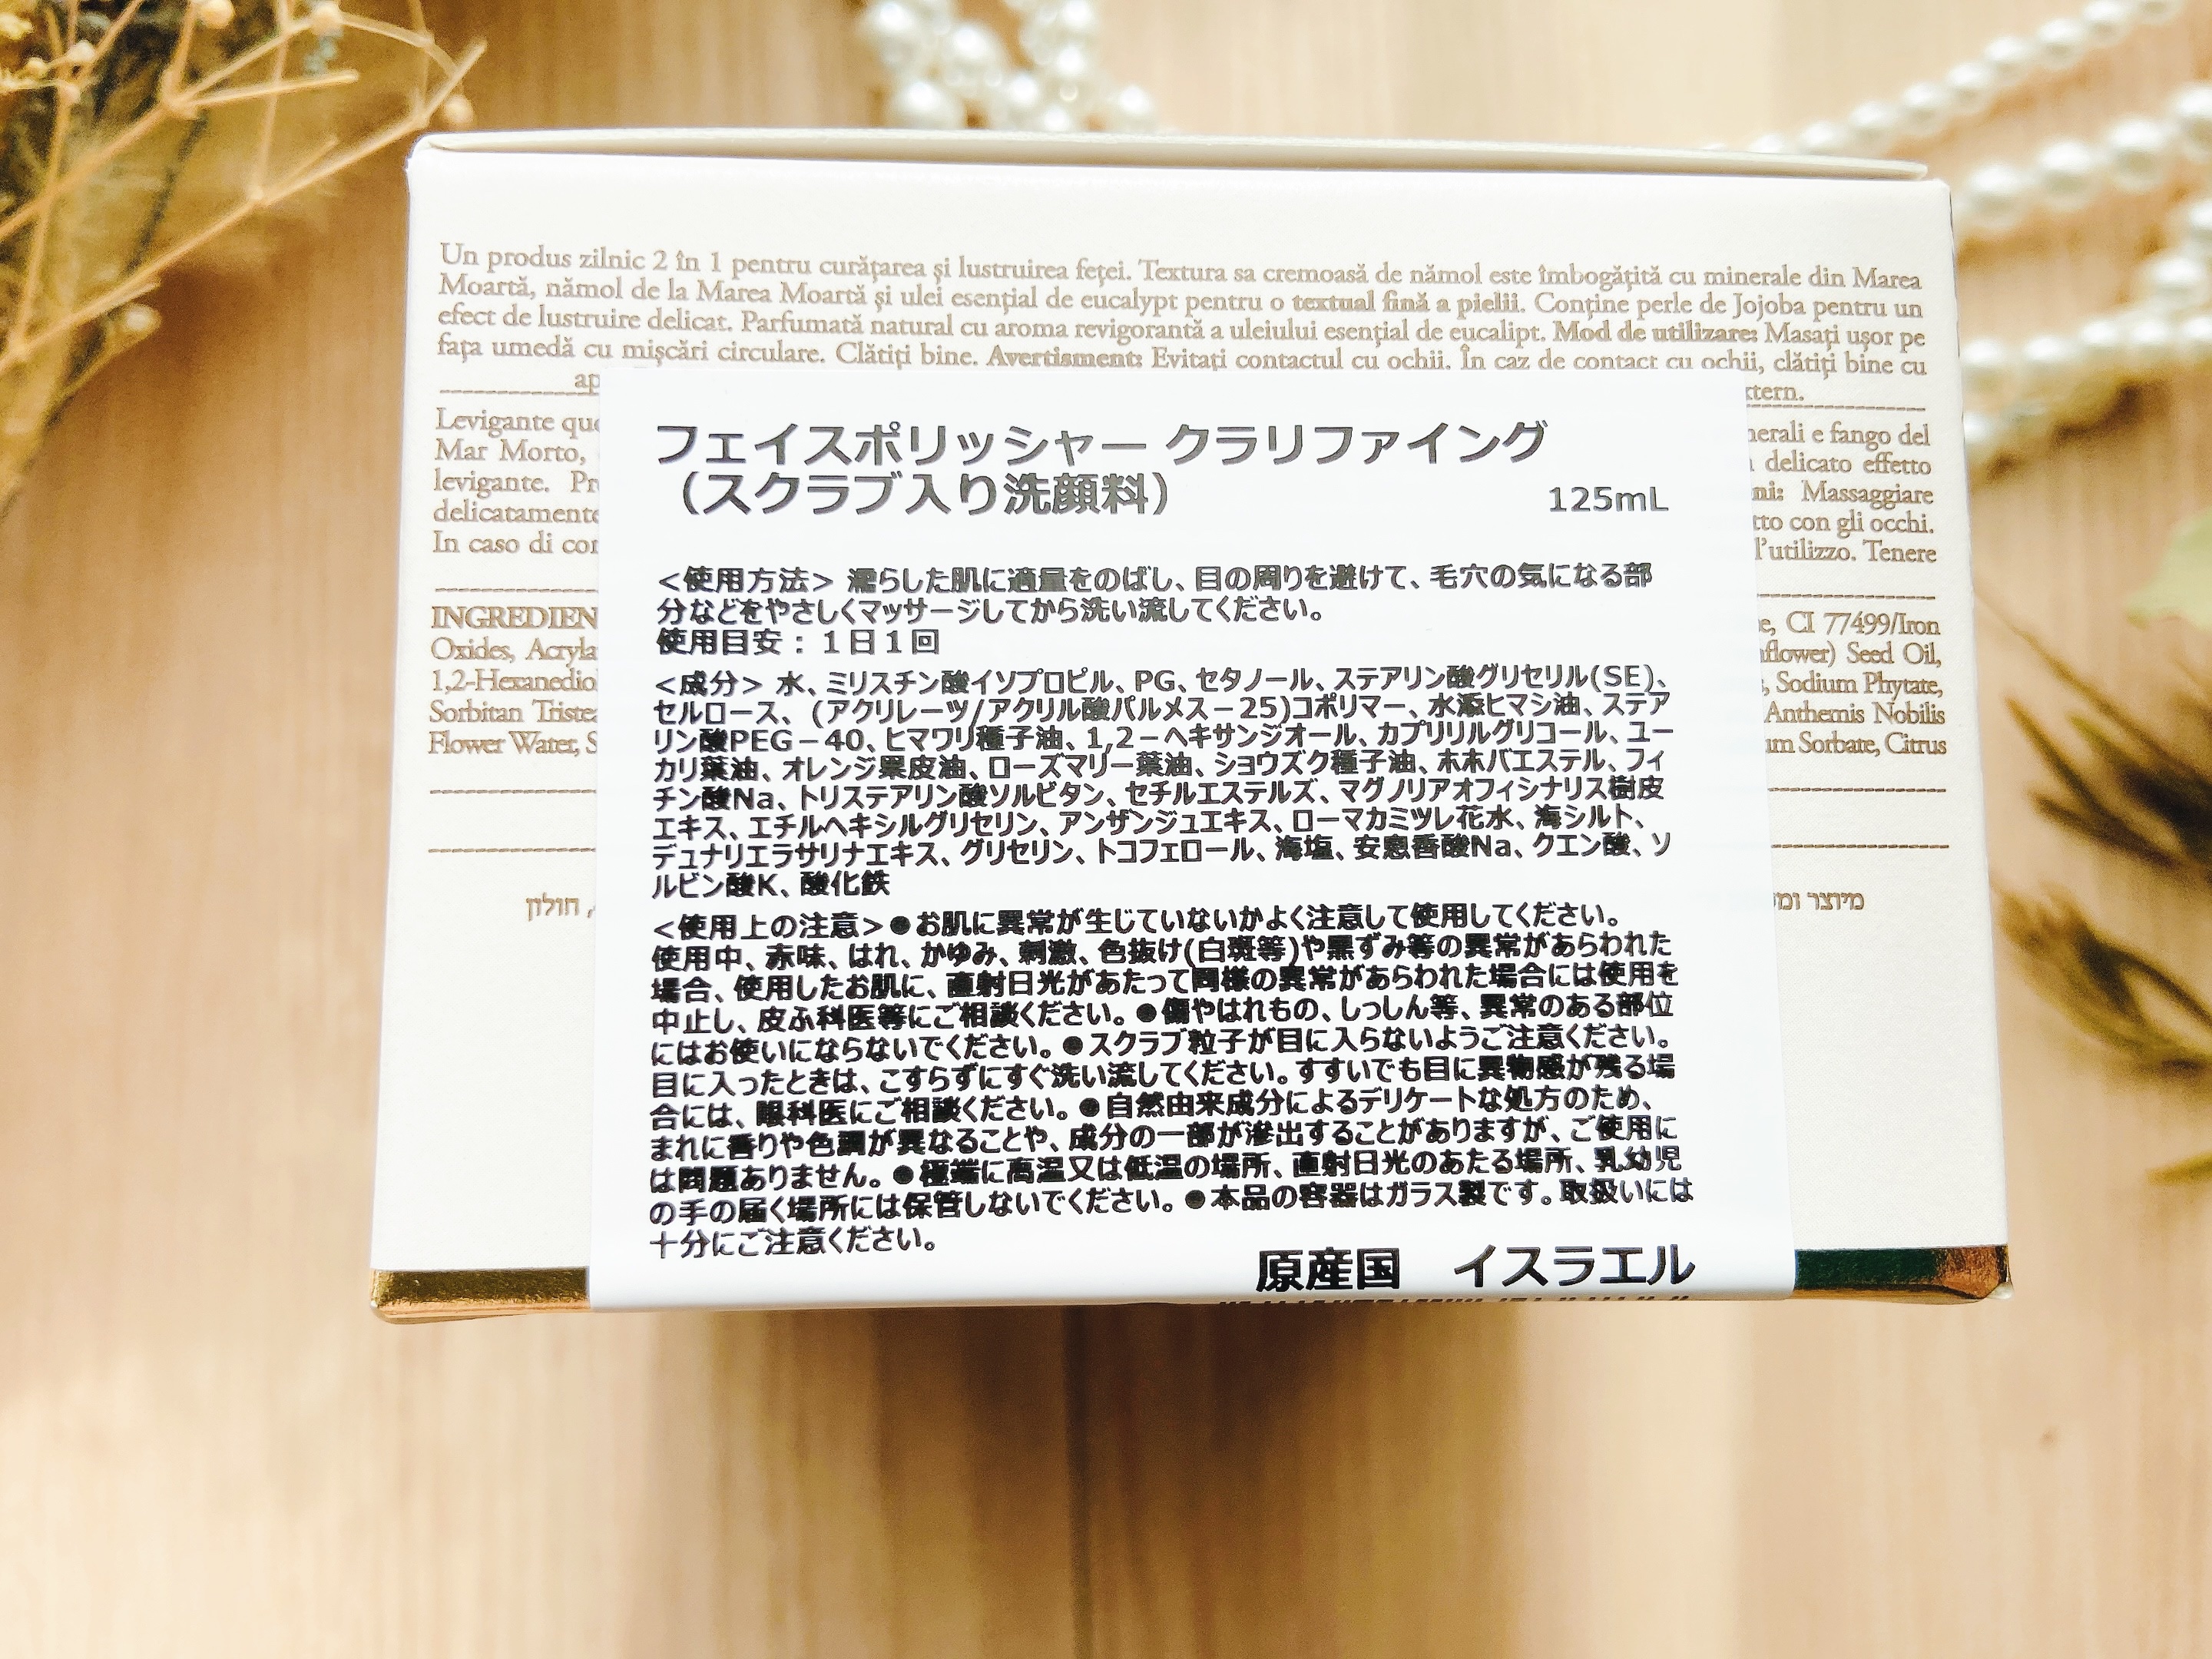 Un produs zilnic 2 în 1 pentru curățarea și lustruirea feței. Textura sa cremoasă de nămol este îmbogățită cu minerale din Marea
Moartă, nămol de la Marea Moartă și ulei esențial de eucalypt pentru o textual fină a pielii. Conține perle de Jojoba pentru un
efect de lustruire delicat. Parfumată natural cu aroma revigorantă a uleiului esențial de eucalipt. Mod de utilizare: Masați ușor pe
fața umedă cu mișcări circulare. Clătiți bine. Avertisment: Evitați contactul cu ochii. În caz de contact cu ochii, clătiți bine cu
Levigante
Mar Morto,
levigante.
delicatamente
In caso di
nerali e fango del
delicato effetto
Massaggiare
con gli occhi.
l'utilizzo. Tenere
INGREDIEN
Oxides,
Sorbitan
Flower Water,
CI 77499/Iron
Seed Oil,
Sodium Phytate,
Anthemis Nobilis
Sorbate, Citrus
חולון
מיוצר
フェイスポリッシャー クラリファイング
（スクラブ入り洗顔料） 125mL
＜使用方法＞ 濡らした肌に適量をのばし、目の周りを避けて、毛穴の気になる部
分などをやさしくマッサージしてから洗い流してください。
使用目安：１日１回
＜成分＞ 水、ミリスチン酸イソプロピル、PG、セタノール、ステアリン酸グリセリル(SE)、
セルロース、(アクリレーツ/アクリル酸パルメス－25)コポリマー、水添ヒマシ油、ステア
リン酸PEG－40、ヒマワリ種子油、1,2－ヘキサンジオール、カプリリルグリコール、ユー
カリ葉油、オレンジ果皮油、ローズマリー葉油、ショウズク種子油、ホホバエステル、フィ
チン酸Na、トリステアリン酸ソルビタン、セチルエステルズ、マグノリアオフィシナリス樹皮
エキス、エチルヘキシルグリセリン、アンザンジュエキス、ローマカミツレ花水、海シルト、
デュナリエラサリナエキス、グリセリン、トコフェロール、海塩、安息香酸Na、クエン酸、ソ
ルビン酸K、酸化鉄
＜使用上の注意＞●お肌に異常が生じていないかよく注意して使用してください。
使用中、赤味、はれ、かゆみ、刺激、色抜け(白斑等)や黒ずみ等の異常があらわれた
場合、使用したお肌に、直射日光があたって同様の異常があらわれた場合には使用を
中止し、皮ふ科医等にご相談ください。●傷やはれもの、しっしん等、異常のある部位
にはお使いにならないでください。●スクラブ粒子が目に入らないようご注意ください。
目に入ったときは、こすらずにすぐ洗い流してください。すすいでも目に異物感が残る場
合には、眼科医にご相談ください。●自然由来成分によるデリケートな処方のため、
まれに香りや色調が異なることや、成分の一部が滲出することがありますが、ご使用に
は問題ありません。●極端に高温又は低温の場所、直射日光のあたる場所、乳幼児
の手の届く場所には保管しないでください。●本品の容器はガラス製です。取扱いには
十分にご注意ください。
原産国　イスラエル